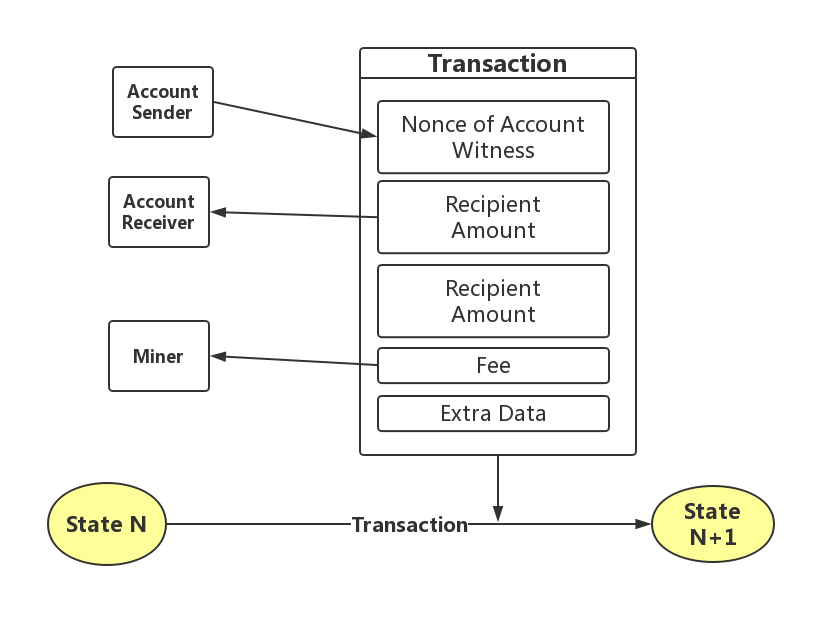 Transaction
Account
Sender
Nonce of Account
Witness
Account
Receiver
Recipient
Amount
Recipient
Amount
Miner
Fee
Extra Data
State N
Transaction
State
N+1